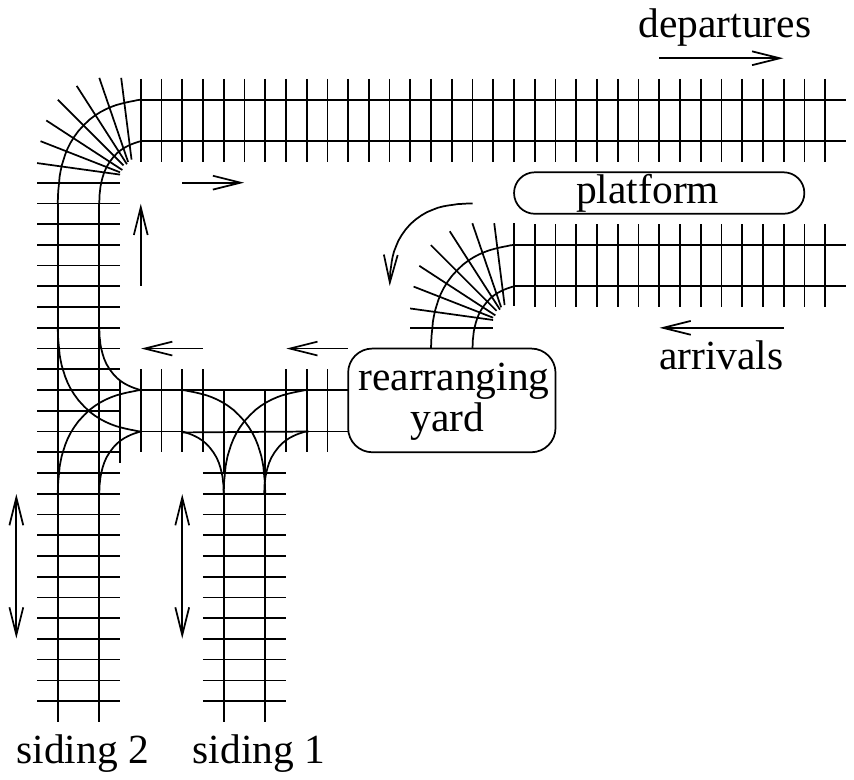 departures
platform
arrivals
rearranging
yard
siding 2
siding 1